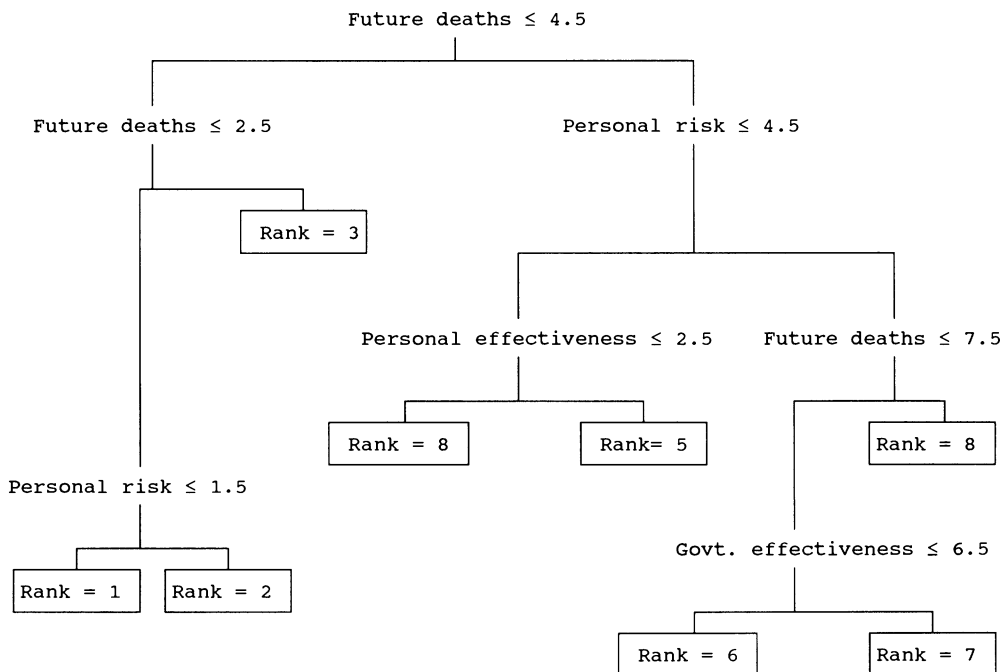 Future deaths ≤ 4.5
Future deaths ≤ 2.5
Personal risk ≤ 4.5
Rank = 3
Personal effectiveness ≤ 2.5
Future deaths ≤ 7.5
Rank = 8
Rank= 5
Rank = 8
Personal risk ≤ 1.5
Govt. effectiveness ≤ 6.5
Rank = 1
Rank = 2
Rank = 6
Rank = 7